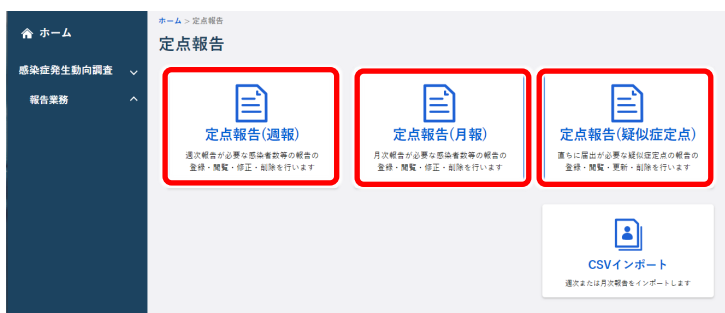 ホーム
感染症発生動向調査
報告業務
ホーム > 定点報告
定点報告
定点報告(週報)
週次報告が必要な感染者数等の報告の
登録・閲覧・修正・削除を行います
定点報告(月報)
月次報告が必要な感染者数等の報告の
登録・閲覧・修正・削除を行います
定点報告(疑似症定点)
直ちに届出が必要な疑似症定点の報告の
登録・閲覧・更新・削除を行います
CSVインポート
週次または月次報告をインポートします